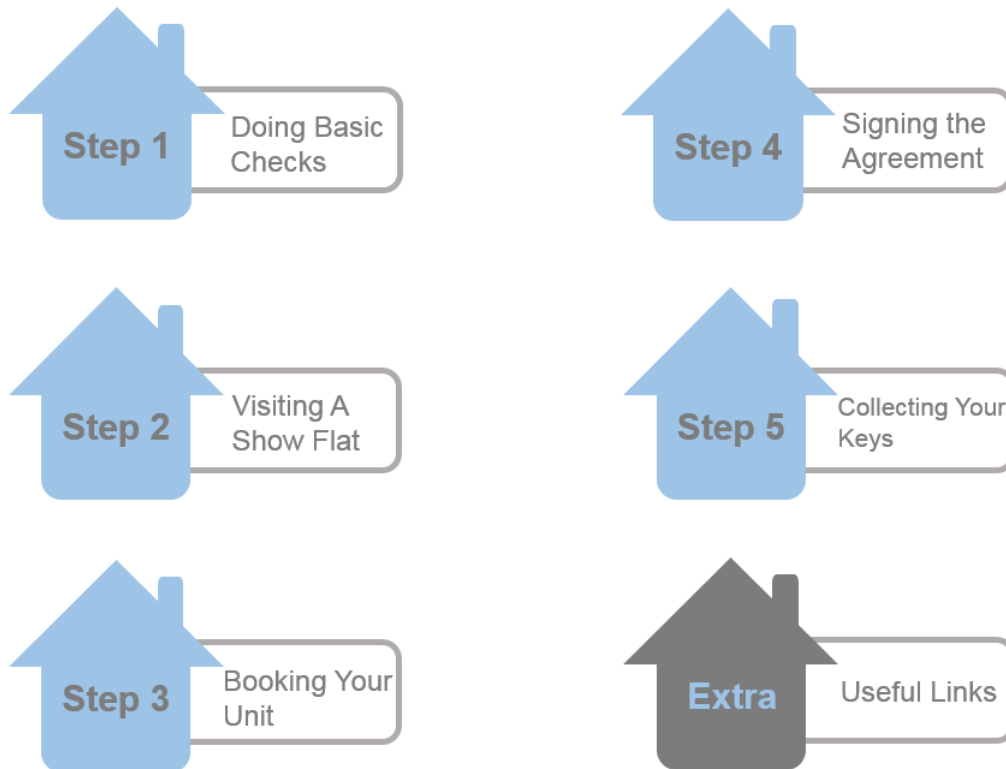 Step 1
Doing Basic
Checks
Step 2
Visiting A
Show Flat
Step 3
Booking Your
Unit
Step 4
Signing the
Agreement
Step 5
Collecting Your
Keys
Extra
Useful Links